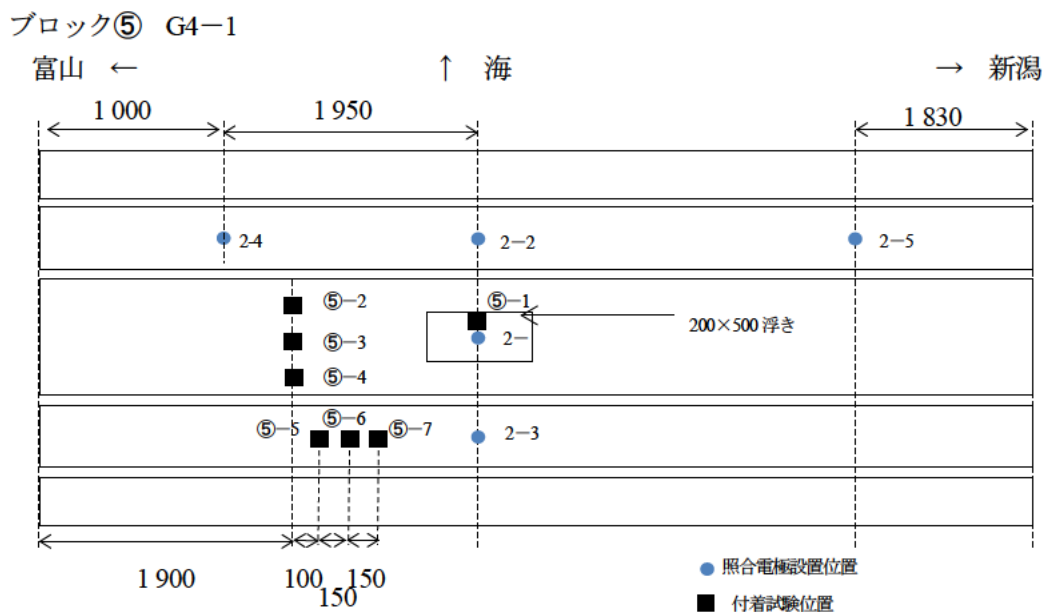 ブロック⑤ G4－1
富山 ← ↑ 海 → 新潟
1 000 1 950 1 830
2-4 2－2 2－5
⑤－2 ⑤－1
200×500 浮き
⑤－3 2－
⑤－4
⑤－5 ⑤－6 ⑤－7 2－3
1 900 100 150
150
照合電極設置位置
付着試験位置